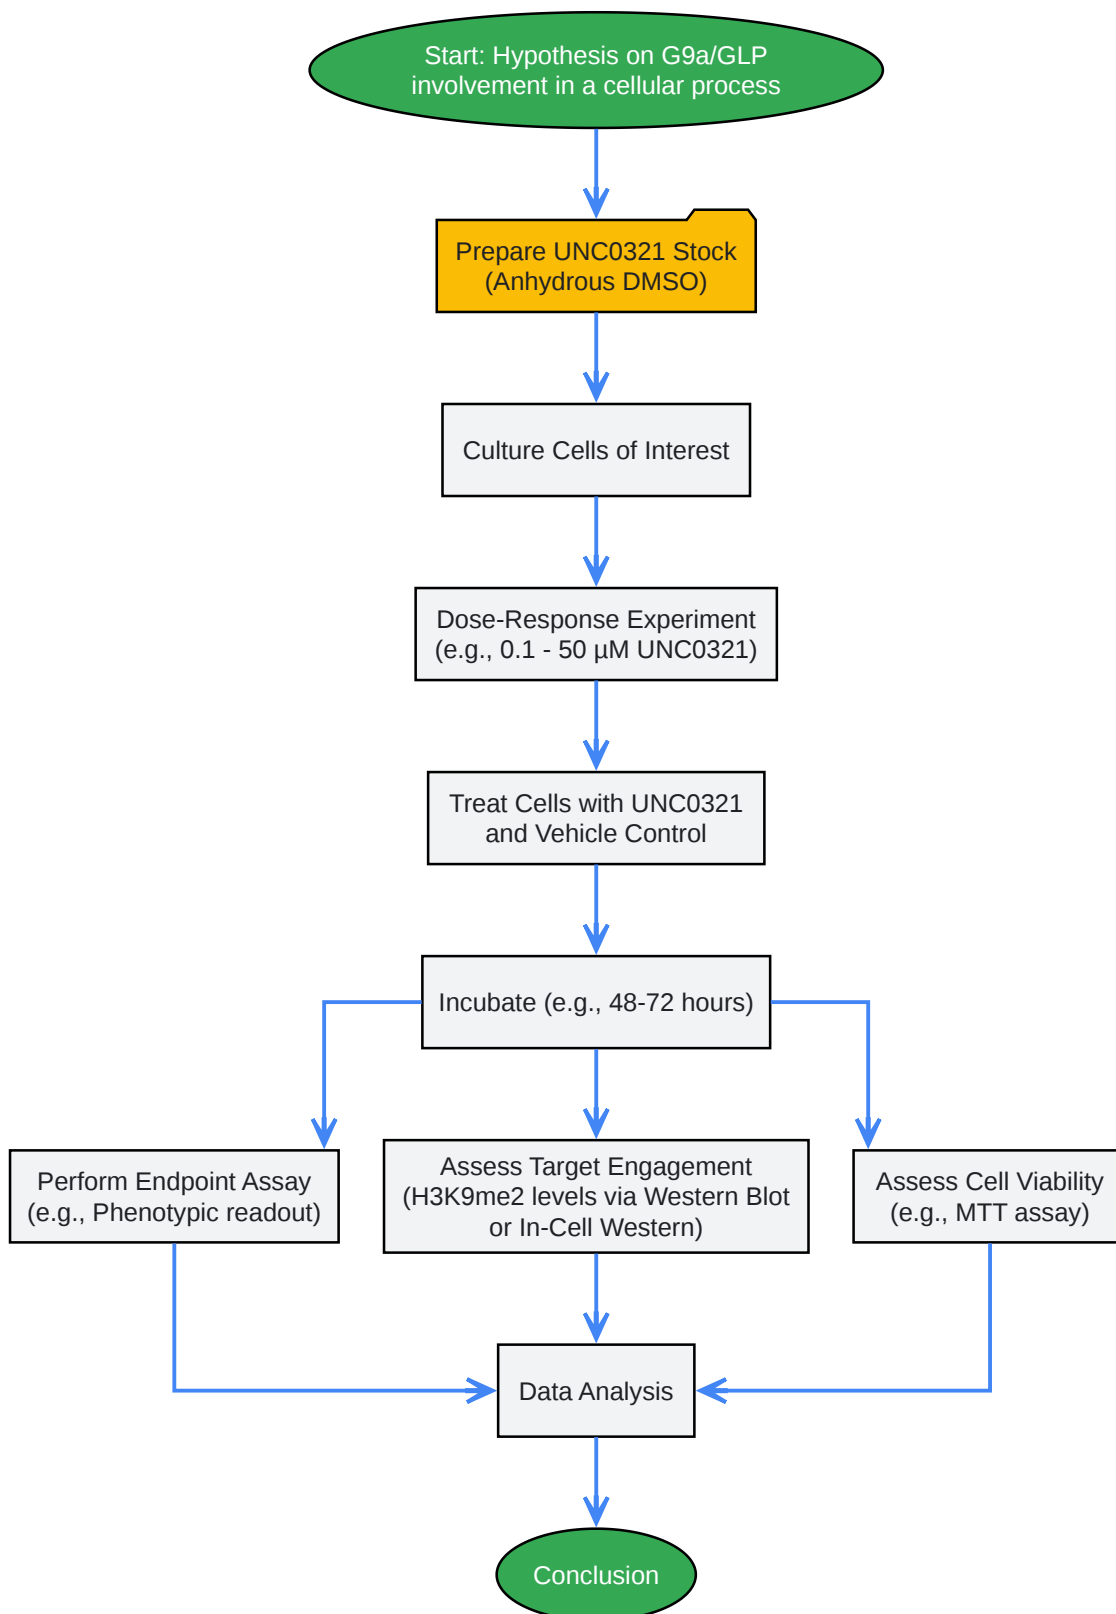 Start: Hypothesis on G9a/GLP
involvement in a cellular process
Prepare UNC0321 Stock
(Anhydrous DMSO)
Culture Cells of Interest
Dose-Response Experiment
(e.g., 0.1 - 50 µM UNC0321)
Treat Cells with UNC0321
and Vehicle Control
Incubate (e.g., 48-72 hours)
Perform Endpoint Assay
(e.g., Phenotypic readout)
Assess Target Engagement
(H3K9me2 levels via Western Blot
or In-Cell Western)
Assess Cell Viability
(e.g., MTT assay)
Data Analysis
Conclusion